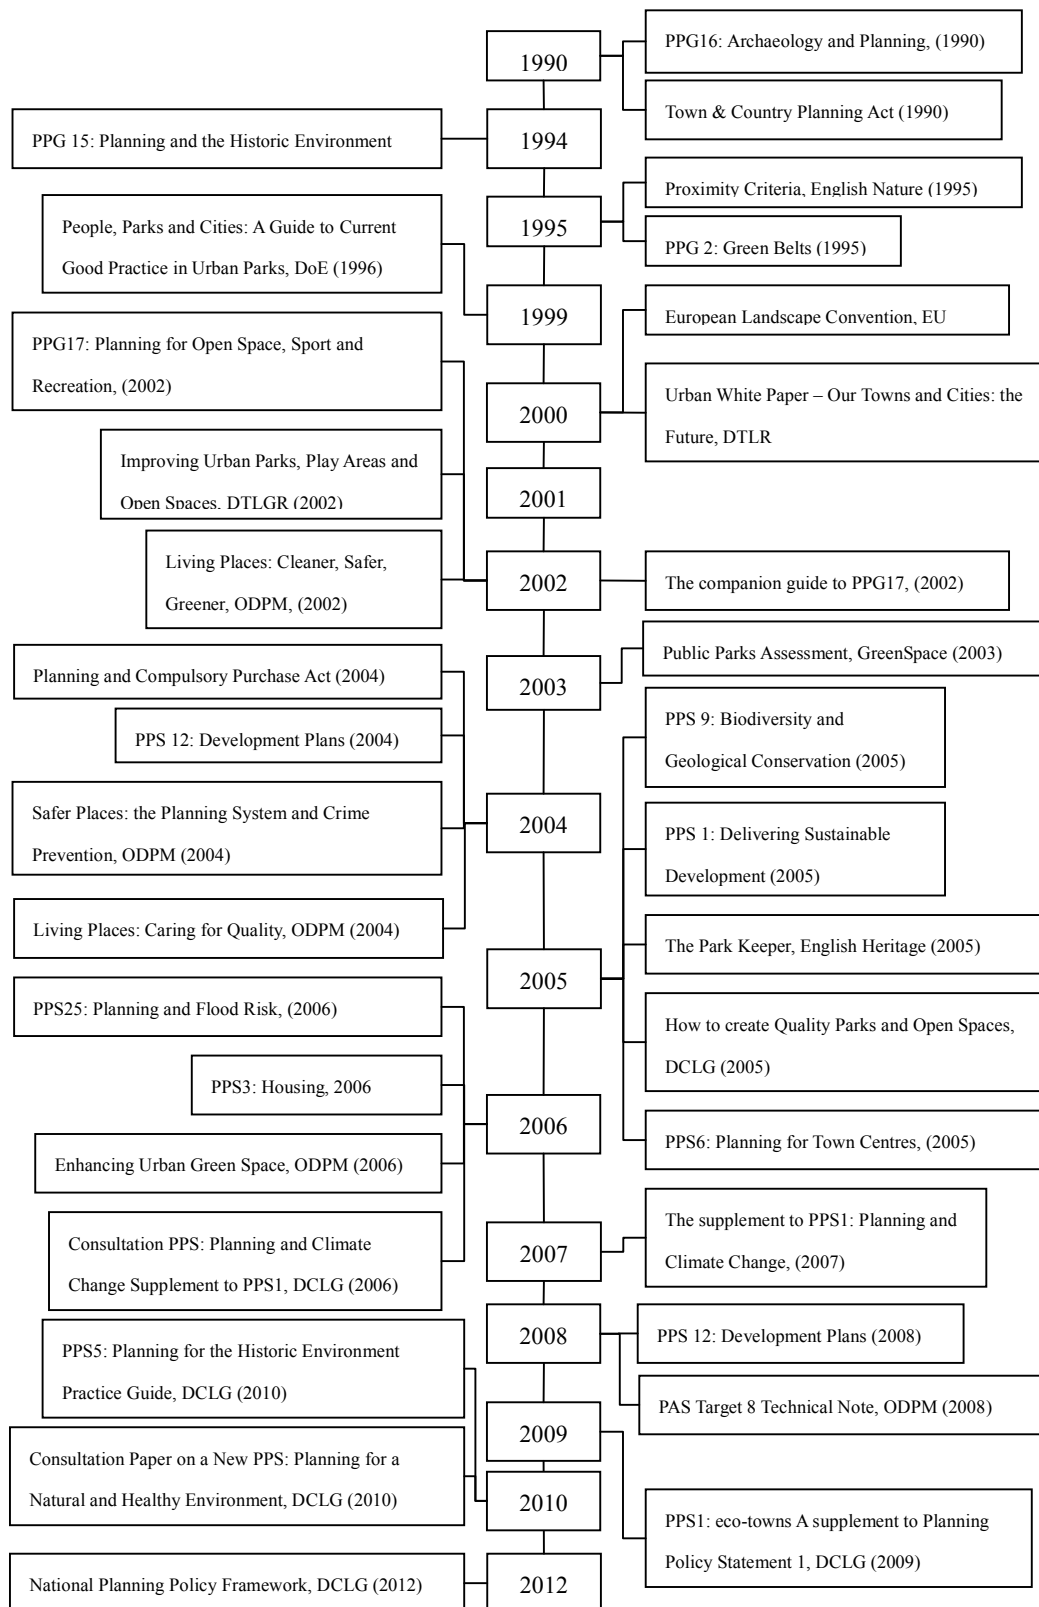 1990
PPG16: Archaeology and Planning, (1990)
Town & Country Planning Act (1990)
PPG 15: Planning and the Historic Environment
1994
Proximity Criteria, English Nature (1995)
1995
PPG 2: Green Belts (1995)
People, Parks and Cities: A Guide to Current
Good Practice in Urban Parks, DoE (1996)
1999
European Landscape Convention, EU
PPG17: Planning for Open Space, Sport and
Recreation, (2002)
2000
Urban White Paper – Our Towns and Cities: the
Future, DTLR
Improving Urban Parks, Play Areas and
Open Spaces, DTLGR (2002)
2001
Living Places: Cleaner, Safer,
Greener, ODPM, (2002)
2002
The companion guide to PPG17, (2002)
Public Parks Assessment, GreenSpace (2003)
2003
Planning and Compulsory Purchase Act (2004)
PPS 12: Development Plans (2004)
PPS 9: Biodiversity and
Geological Conservation (2005)
Safer Places: the Planning System and Crime
Prevention, ODPM (2004)
2004
PPS 1: Delivering Sustainable
Development (2005)
Living Places: Caring for Quality, ODPM (2004)
The Park Keeper, English Heritage (2005)
2005
PPS25: Planning and Flood Risk, (2006)
How to create Quality Parks and Open Spaces,
DCLG (2005)
PPS3: Housing, 2006
2006
PPS6: Planning for Town Centres, (2005)
Enhancing Urban Green Space, ODPM (2006)
The supplement to PPS1: Planning and
Climate Change, (2007)
2007
Consultation PPS: Planning and Climate
Change Supplement to PPS1, DCLG (2006)
2008
PPS 12: Development Plans (2008)
PPS5: Planning for the Historic Environment
Practice Guide, DCLG (2010)
PAS Target 8 Technical Note, ODPM (2008)
2009
Consultation Paper on a New PPS: Planning for a
Natural and Healthy Environment, DCLG (2010)
2010
PPS1: eco-towns A supplement to Planning
Policy Statement 1, DCLG (2009)
National Planning Policy Framework, DCLG (2012)
2012